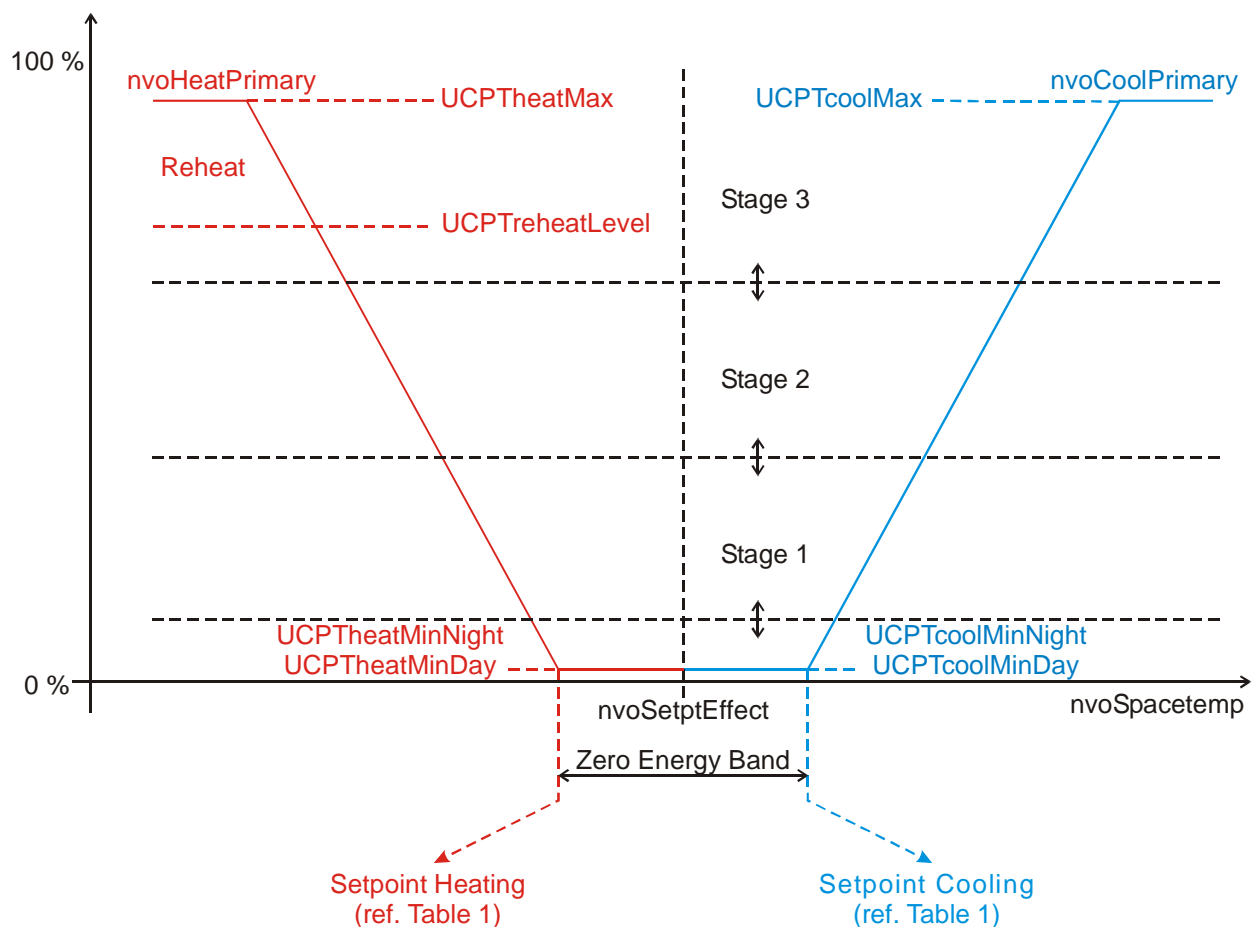 100 %
nvoHeatPrimary
nvoCoolPrimary
UCPTheatMax
UCPTcoolMax
Reheat
Stage 3
UCPTreheatLevel
Stage 2
Stage 1
UCPTheatMinNight
UCPTcoolMinNight
UCPTheatMinDay
UCPTcoolMinDay
0 %
nvoSetptEffect
nvoSpacetemp
Zero Energy Band
Setpoint Heating
(ref. Table 1)
Setpoint Cooling
(ref. Table 1)